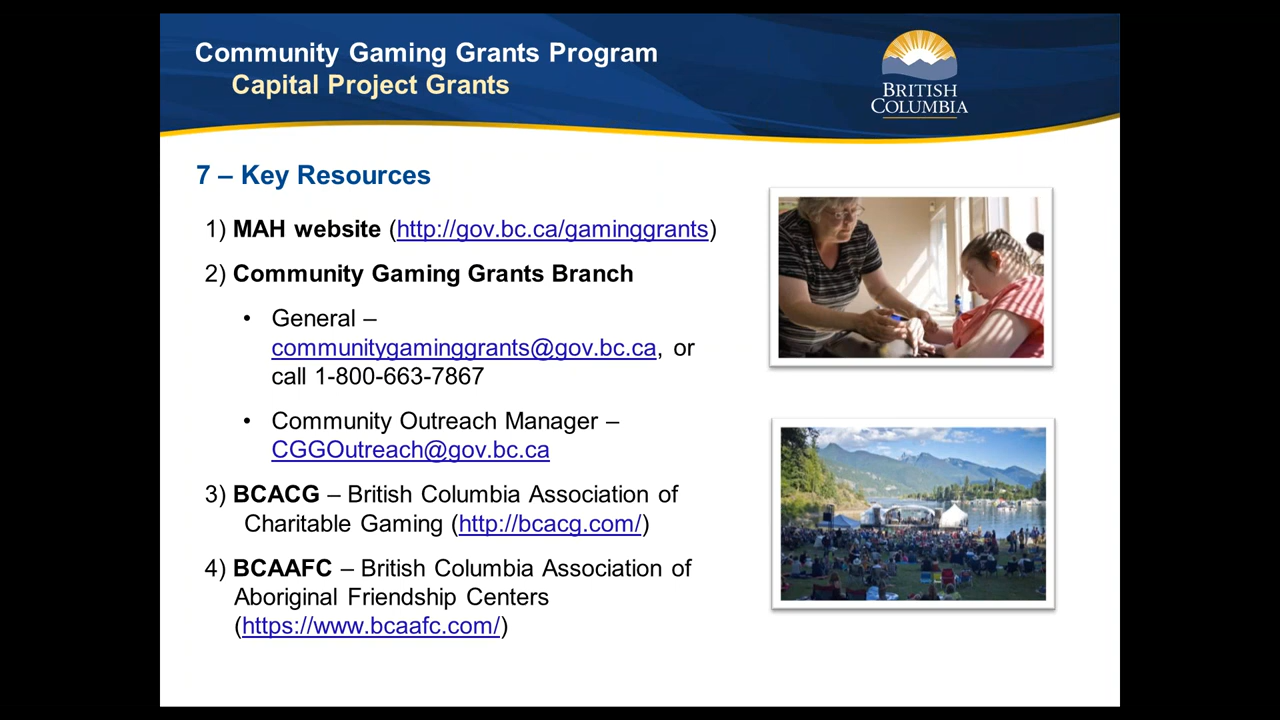 Community Gaming Grants Program
Capital Project Grants
BRITISH
COLUMBIA
7 – Key Resources
1) MAH website (http://gov.bc.ca/gaminggrants)
2) Community Gaming Grants Branch
• General –
communitygaminggrants@gov.bc.ca, or
call 1-800-663-7867
• Community Outreach Manager –
CGGOutreach@gov.bc.ca
3) BCACG – British Columbia Association of
Charitable Gaming (http://bcacg.com/)
4) BCAAFC – British Columbia Association of
Aboriginal Friendship Centers
(https://www.bcaafc.com/)